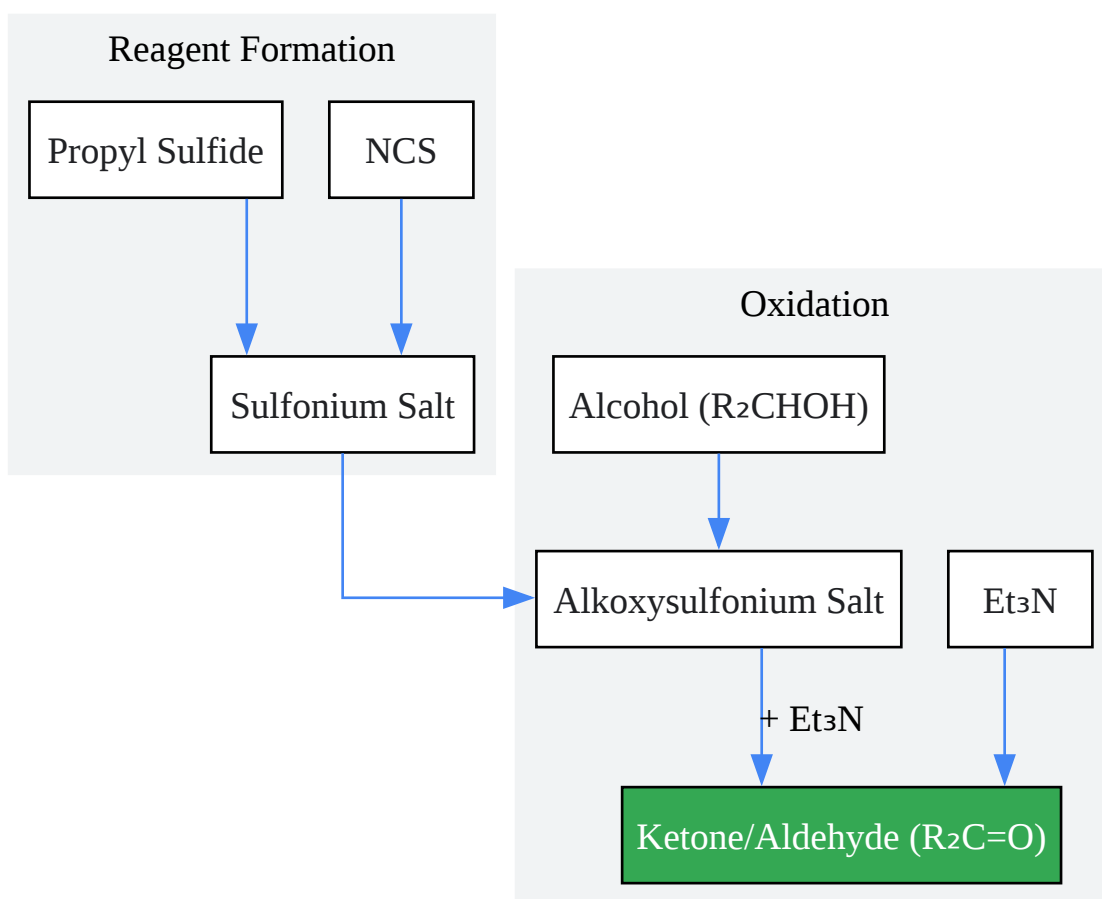 Reagent Formation
Propyl Sulfide
NCS
Sulfonium Salt
Oxidation
Alcohol (R₂CHOH)
Alkoxysulfonium Salt
Et₃N
+ Et₃N
Ketone/Aldehyde (R₂C=O)